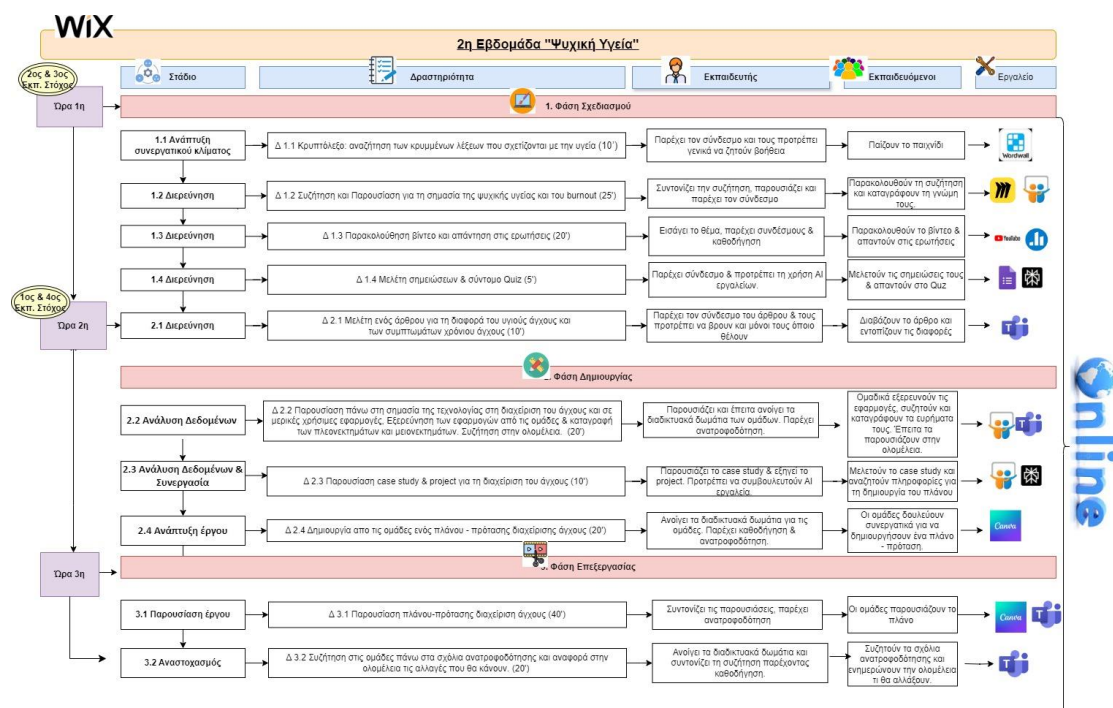 WiX
2η Εβδομάδα "Ψυχική Υγεία"
2ος & 3ος
Εκπ. Στόχος
Στάδιο
Δραστηριότητα
Εκπαιδευτής
Εκπαιδευόμενοι
Εργαλείο
Ώρα 1η
1. Φάση Σχεδιασμού
1.1 Ανάπτυξη
συνεργατικού κλίματος
Δ 1.1 Κρυπτόλεξο: αναζήτηση των κρυμμένων λέξεων που σχετίζονται με την υγεία (10΄)
Παρέχει τον σύνδεσμο και τους προτρέπει
γενικά να ζητούν βοήθεια
Παίζουν το παιχνίδι
Wordwall
1.2 Διερεύνηση
Δ 1.2 Συζήτηση και Παρουσίαση για τη σημασία της ψυχικής υγείας και του burnout (25')
Συντονίζει την συζήτηση, παρουσιάζει και
παρέχει τον σύνδεσμο
Παρακολουθούν τη συζήτηση
και καταγράφουν τη γνώμη
τους.
1.3 Διερεύνηση
Δ 1.3 Παρακολούθηση βίντεο και απάντηση στις ερωτήσεις (20')
Εισάγει το θέμα, παρέχει συνδέσμους &
καθοδήγηση
Παρακολουθούν το βίντεο &
απαντούν στις ερωτήσεις
YouTube
1.4 Διερεύνηση
Δ 1.4 Μελέτη σημειώσεων & σύντομο Quiz (5')
Παρέχει σύνδεσμο & προτρέπει τη χρήση AI
εργαλείων.
Μελετούν τις σημειώσεις τους
& απαντούν στο Quz
1ος & 4ος
Εκπ. Στόχος
Ώρα 2η
2.1 Διερεύνηση
Δ 2.1 Μελέτη ενός άρθρου για τη διαφορά του υγιούς άγχους και
των συμπτωμάτων χρόνιου άγχους (10')
Παρέχει τον σύνδεσμο του άρθρου & τους
προτρέπει να βρουν και μόνοι τους όποιο
θέλουν
Διαβάζουν το άρθρο και
εντοπίζουν τις διαφορές
Φάση Δημιουργίας
2.2 Ανάλυση Δεδομένων
Δ 2.2 Παρουσίαση πάνω στη σημασία της τεχνολογίας στη διαχείριση του άγχους και σε
μερικές χρήσιμες εφαρμογές, Εξερεύνηση των εφαρμογών από τις ομάδες & καταγραφή
των πλεονεκτημάτων και μειονεκτημάτων. Συζήτηση στην ολομέλεια. (20')
Παρουσιάζει και έπειτα ανοίγει τα
διαδικτυακά δωμάτια των ομάδων. Παρέχει
ανατροφοδότηση.
Ομαδικά εξερευνούν τις
εφαρμογές, συζητούν και
καταγράφουν τα ευρήματα
τους. Έπειτα τα
παρουσιάζουν στην
ολομέλεια.
2.3 Ανάλυση Δεδομένων &
Συνεργασία
Δ 2.3 Παρουσίαση case study & project για τη διαχείριση του άγχους (10')
Παρουσιάζει το case study & εξηγεί το
project. Προτρέπει να συμβουλευτούν AI
εργαλεία.
Μελετούν το case study και
αναζητούν πληροφορίες για
τη δημιουργία του πλάνου
2.4 Ανάπτυξη έργου
Δ 2.4 Δημιουργία απο τις ομάδες ενός πλάνου - πρότασης διαχείρισης άγχους (20')
Ανοίγει τα διαδικτυακά δωμάτια για τις
ομάδες. Παρέχει καθοδήγηση &
ανατροφοδότηση.
Οι ομάδες δουλεύουν
συνεργατικά για να
δημιουργήσουν ένα πλάνο
- πρόταση.
Canva
Ώρα 3η
Φάση Επεξεργασίας
3.1 Παρουσίαση έργου
Δ 3.1 Παρουσίαση πλάνου-πρότασης διαχείριση άγχους (40')
Συντονίζει τις παρουσιάσεις, παρέχει
ανατροφοδότηση
Οι ομάδες παρουσιάζουν το
πλάνο
Canva
3.2 Αναστοχασμός
Δ 3.2 Συζήτηση στις ομάδες πάνω στα σχόλια ανατροφοδότησης και αναφορά στην
ολομέλεια τις αλλαγές που θα κάνουν. (20')
Ανοίγει τα διαδικτυακά δωμάτια και
συντονίζει τη συζήτηση παρέχοντας
καθοδήγηση.
Συζητούν τα σχόλια
ανατροφοδότησης και
ενημερώνουν την ολομέλεια
τι θα αλλάξουν.
Online